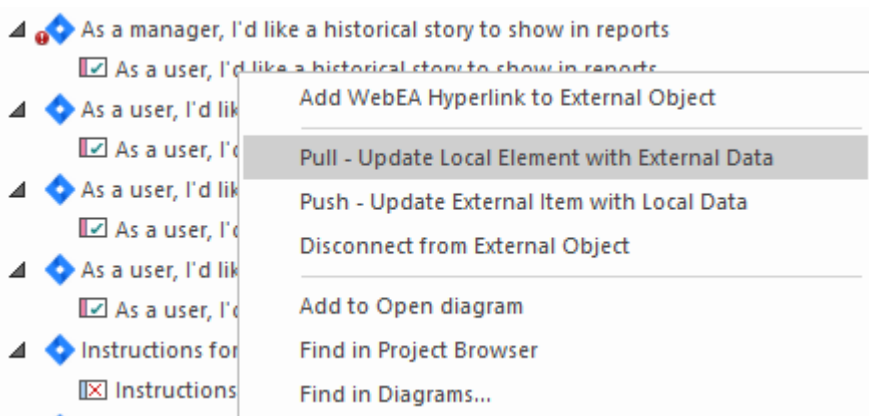 As a manager, I'd like a historical story to show in reports
As a user, I'd like a historical story to show in reports
As a user, I'd lik
As a user, I'd
As a user, I'd lik
As a user, I'd
As a user, I'd lik
As a user, I'd
Instructions for
Instructions
Add WebEA Hyperlink to External Object
Pull - Update Local Element with External Data
Push - Update External Item with Local Data
Disconnect from External Object
Add to Open diagram
Find in Project Browser
Find in Diagrams...